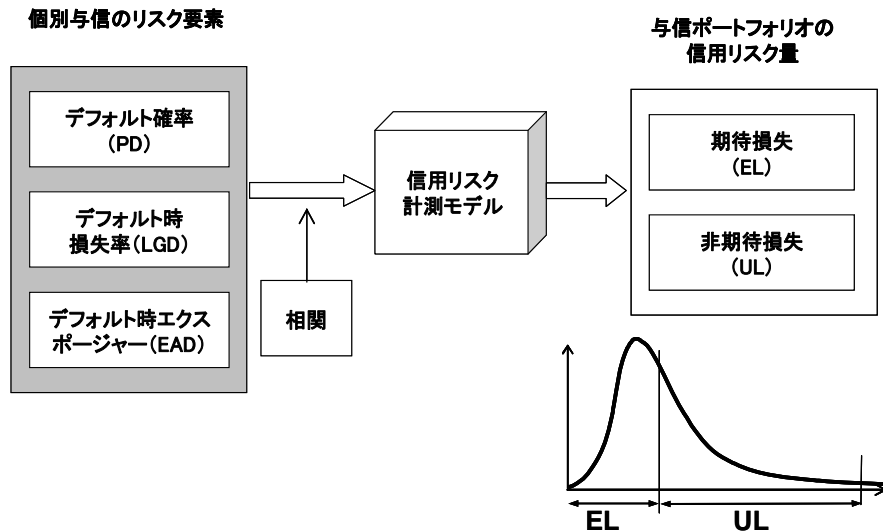 個別与信のリスク要素
デフォルト確率
(PD)
デフォルト時
損失率(LGD)
デフォルト時エクス
ポージャー(EAD)
相関
信用リスク
計測モデル
与信ポートフォリオの
信用リスク量
期待損失
(EL)
非期待損失
(UL)
EL
UL